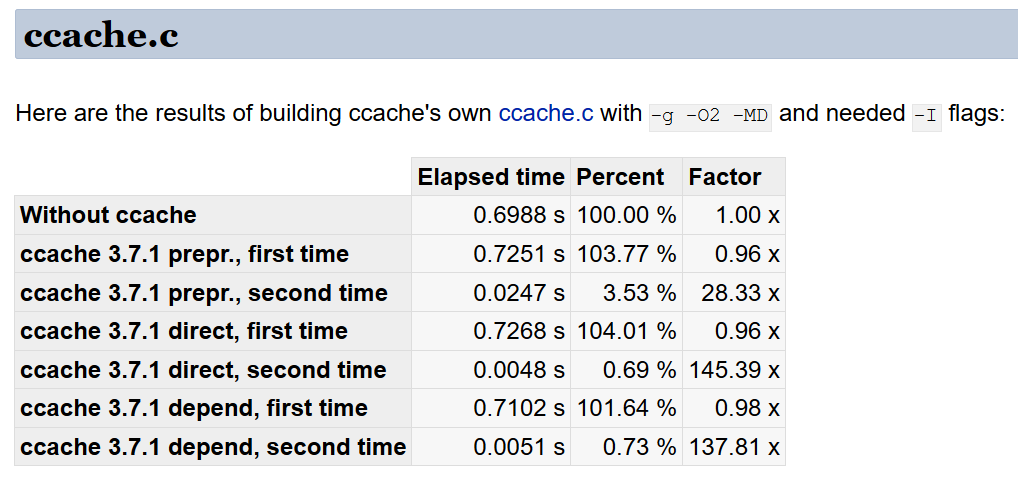 ccache.c
Here are the results of building ccache's own ccache.c with -g -O2 -MD and needed -I flags:
Elapsed time Percent Factor
Without ccache 0.6988 s 100.00 % 1.00 x
ccache 3.7.1 prepr., first time 0.7251 s 103.77 % 0.96 x
ccache 3.7.1 prepr., second time 0.0247 s 3.53 % 28.33 x
ccache 3.7.1 direct, first time 0.7268 s 104.01 % 0.96 x
ccache 3.7.1 direct, second time 0.0048 s 0.69 % 145.39 x
ccache 3.7.1 depend, first time 0.7102 s 101.64 % 0.98 x
ccache 3.7.1 depend, second time 0.0051 s 0.73 % 137.81 x